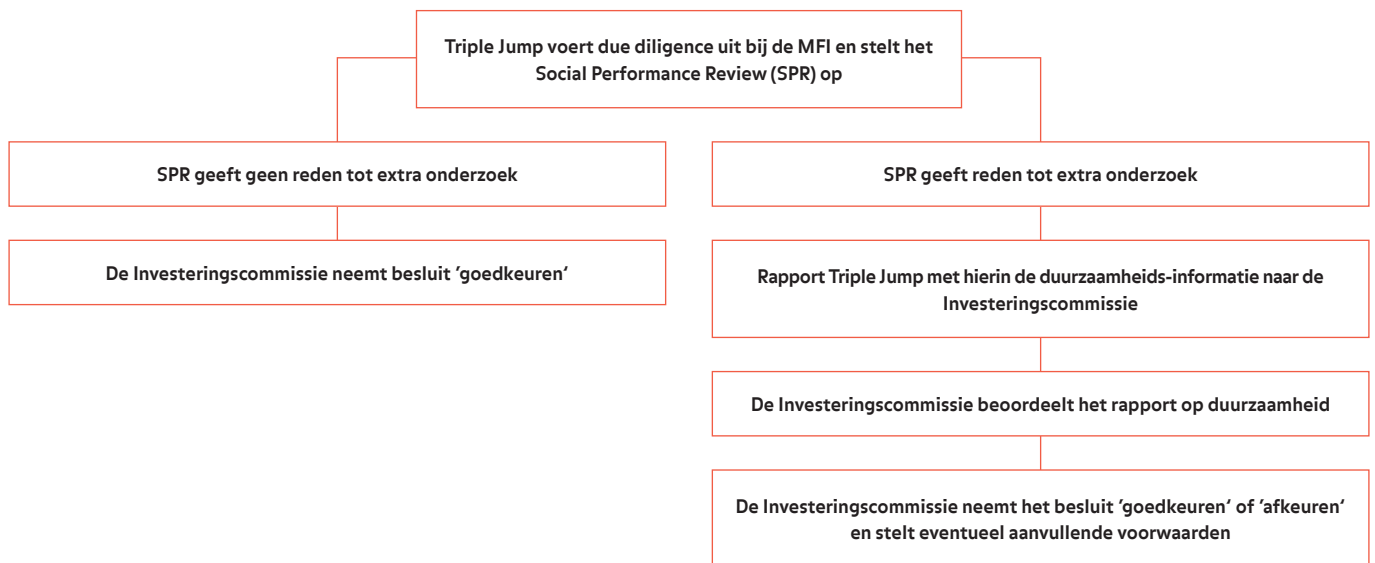 Triple Jump voert due diligence uit bij de MFI en stelt het
Social Performance Review (SPR) op
SPR geeft geen reden tot extra onderzoek
De Investeringscommissie neemt besluit ’goedkeuren‘
SPR geeft reden tot extra onderzoek
Rapport Triple Jump met hierin de duurzaamheids-informatie naar de
Investeringscommissie
De Investeringscommissie beoordeelt het rapport op duurzaamheid
De Investeringscommissie neemt het besluit ’goedkeuren‘ of ’afkeuren‘
en stelt eventueel aanvullende voorwaarden